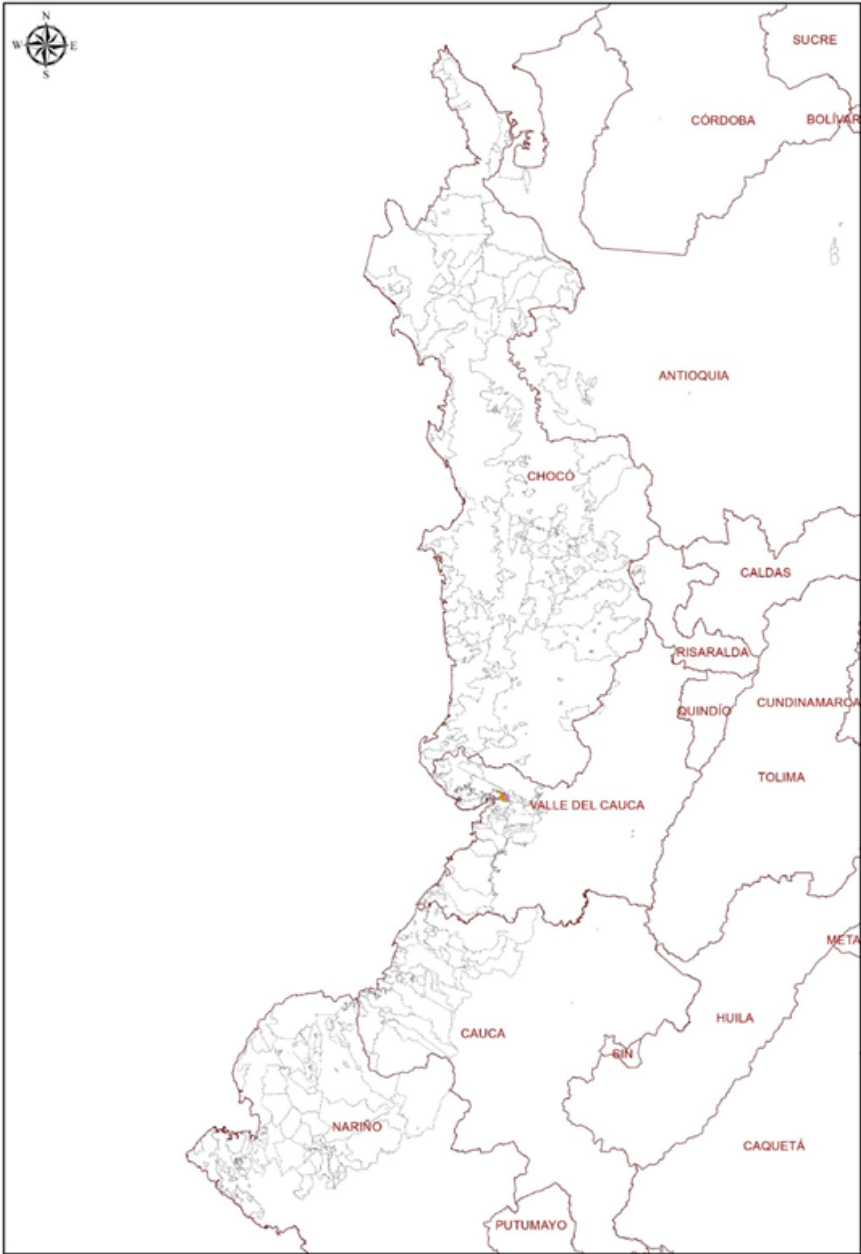 N
W E
S
SUCRE
CÓRDOBA
BOLÍVAR
ANTIOQUIA
CHOCÓ
CALDAS
RISARALDA
QUINDÍO
CUNDINAMARCA
TOLIMA
VALLE DEL CAUCA
META
HUILA
CAUCA
SIN
NARIÑO
CAQUETÁ
PUTUMAYO